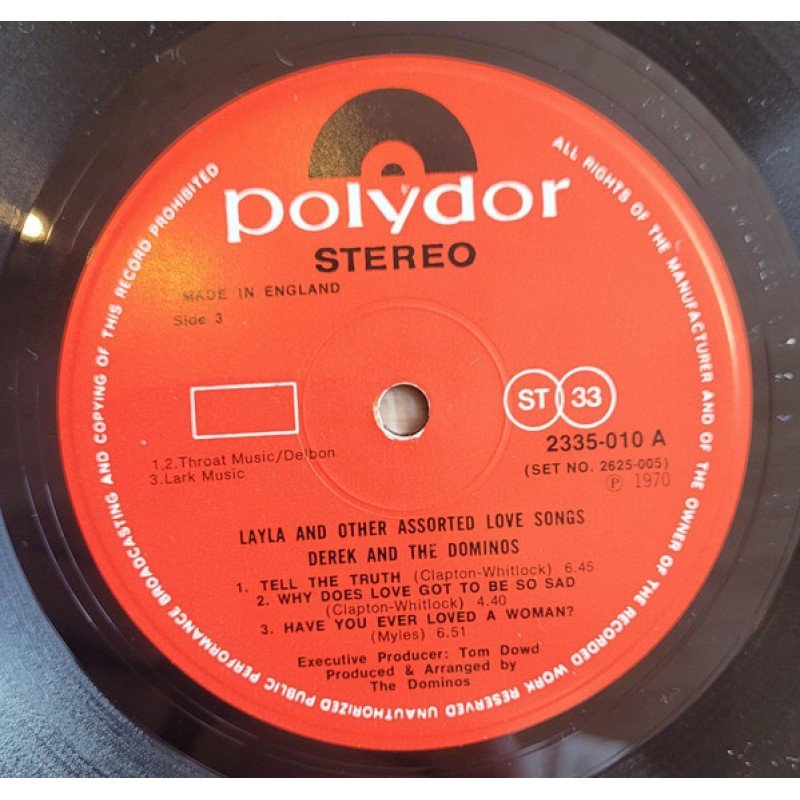 polydor
STEREO
MADE IN ENGLAND
Side 3
ST 33
2335-010 A
(SET NO. 2625-005)
℗ 1970
1,2.Throat Music/Delbon
3.Lark Music
LAYLA AND OTHER ASSORTED LOVE SONGS
DEREK AND THE DOMINOS
1. TELL THE TRUTH (Clapton-Whitlock) 6.45
2. WHY DOES LOVE GOT TO BE SO SAD
(Clapton-Whitlock) 4.40
3. HAVE YOU EVER LOVED A WOMAN?
(Myles) 6.51
Executive Producer: Tom Dowd
Produced & Arranged by
The Dominos
ALL RIGHTS OF THE MANUFACTURER AND OF THE OWNER OF THE RECORDED WORK RESERVED UNAUTHORIZED PUBLIC PERFORMANCE BROADCASTING AND COPYING OF THIS RECORD PROHIBITED